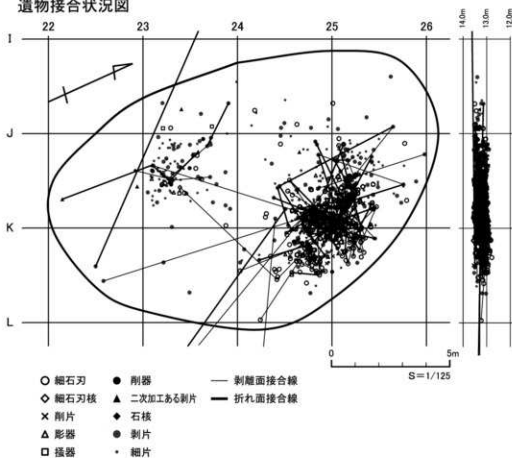 遺物接合状況図
22 23 24 25 26
14.0m 13.0m 12.0m
I
J
K
L
0 5m
S=1/125
○ 細石刃 ● 削器 — 剥離面接合線
◇ 細石刃核 ▲ 二次加工ある剥片 — 折れ面接合線
× 削片 ◆ 石核
△ 彫器 ● 剥片
□ 掻器 ・ 細片